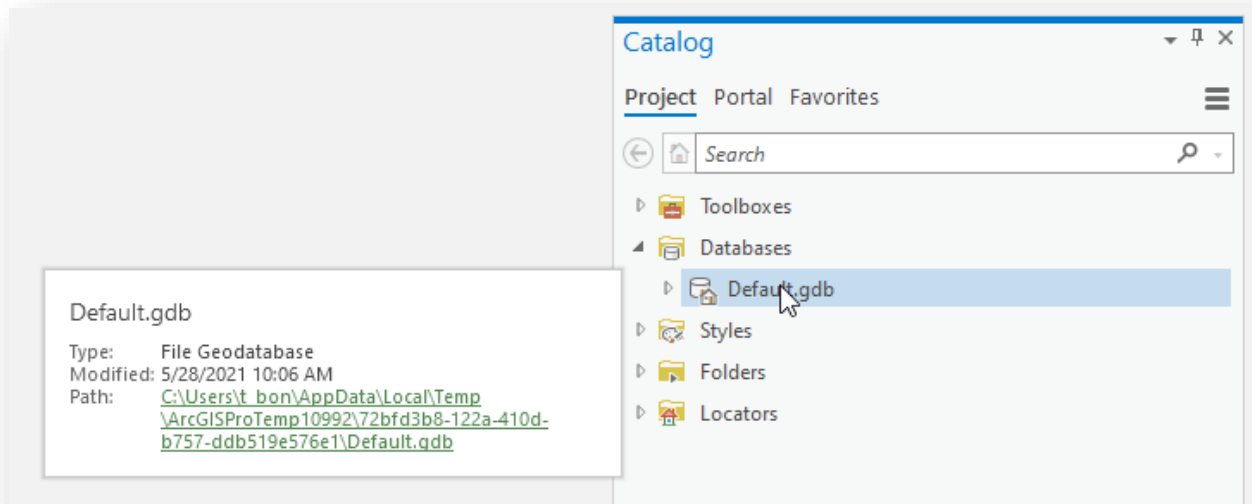 Catalog
Project Portal Favorites
Search
Toolboxes
Databases
Default.gdb
Styles
Folders
Locators
Default.gdb
Type: File Geodatabase
Modified: 5/28/2021 10:06 AM
Path: C:\Users\t_bon\AppData\Local\Temp
\ArcGISProTemp10992\72bfd3b8-122a-410d-
b757-ddb519e576e1\Default.gdb